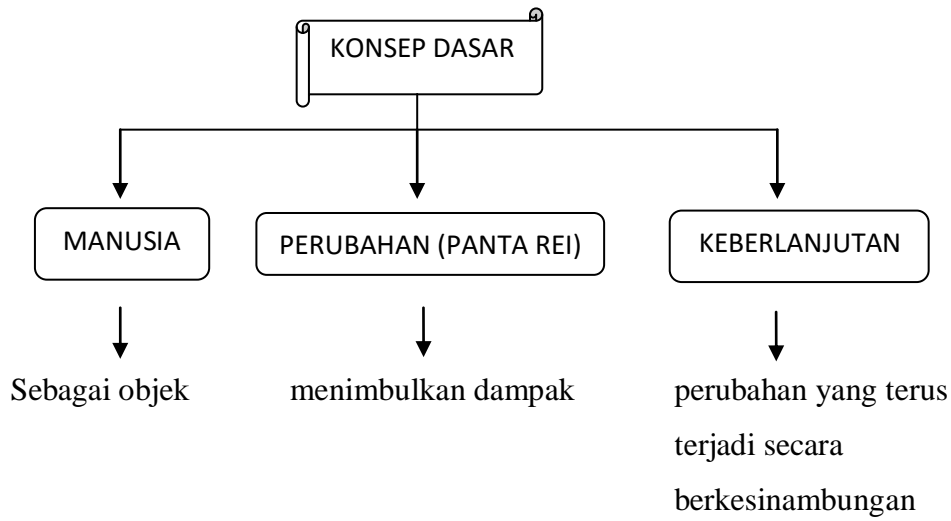 KONSEP DASAR
MANUSIA
PERUBAHAN (PANTA REI)
KEBERLANJUTAN
Sebagai objek
menimbulkan dampak
perubahan yang terus
terjadi secara
berkesinambungan